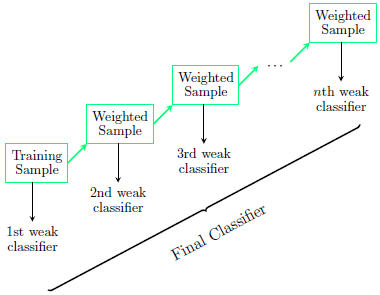 Training
Sample
1st weak
classifier
Weighted
Sample
2nd weak
classifier
Weighted
Sample
3rd weak
classifier
...
Weighted
Sample
nth weak
classifier
Final Classifier